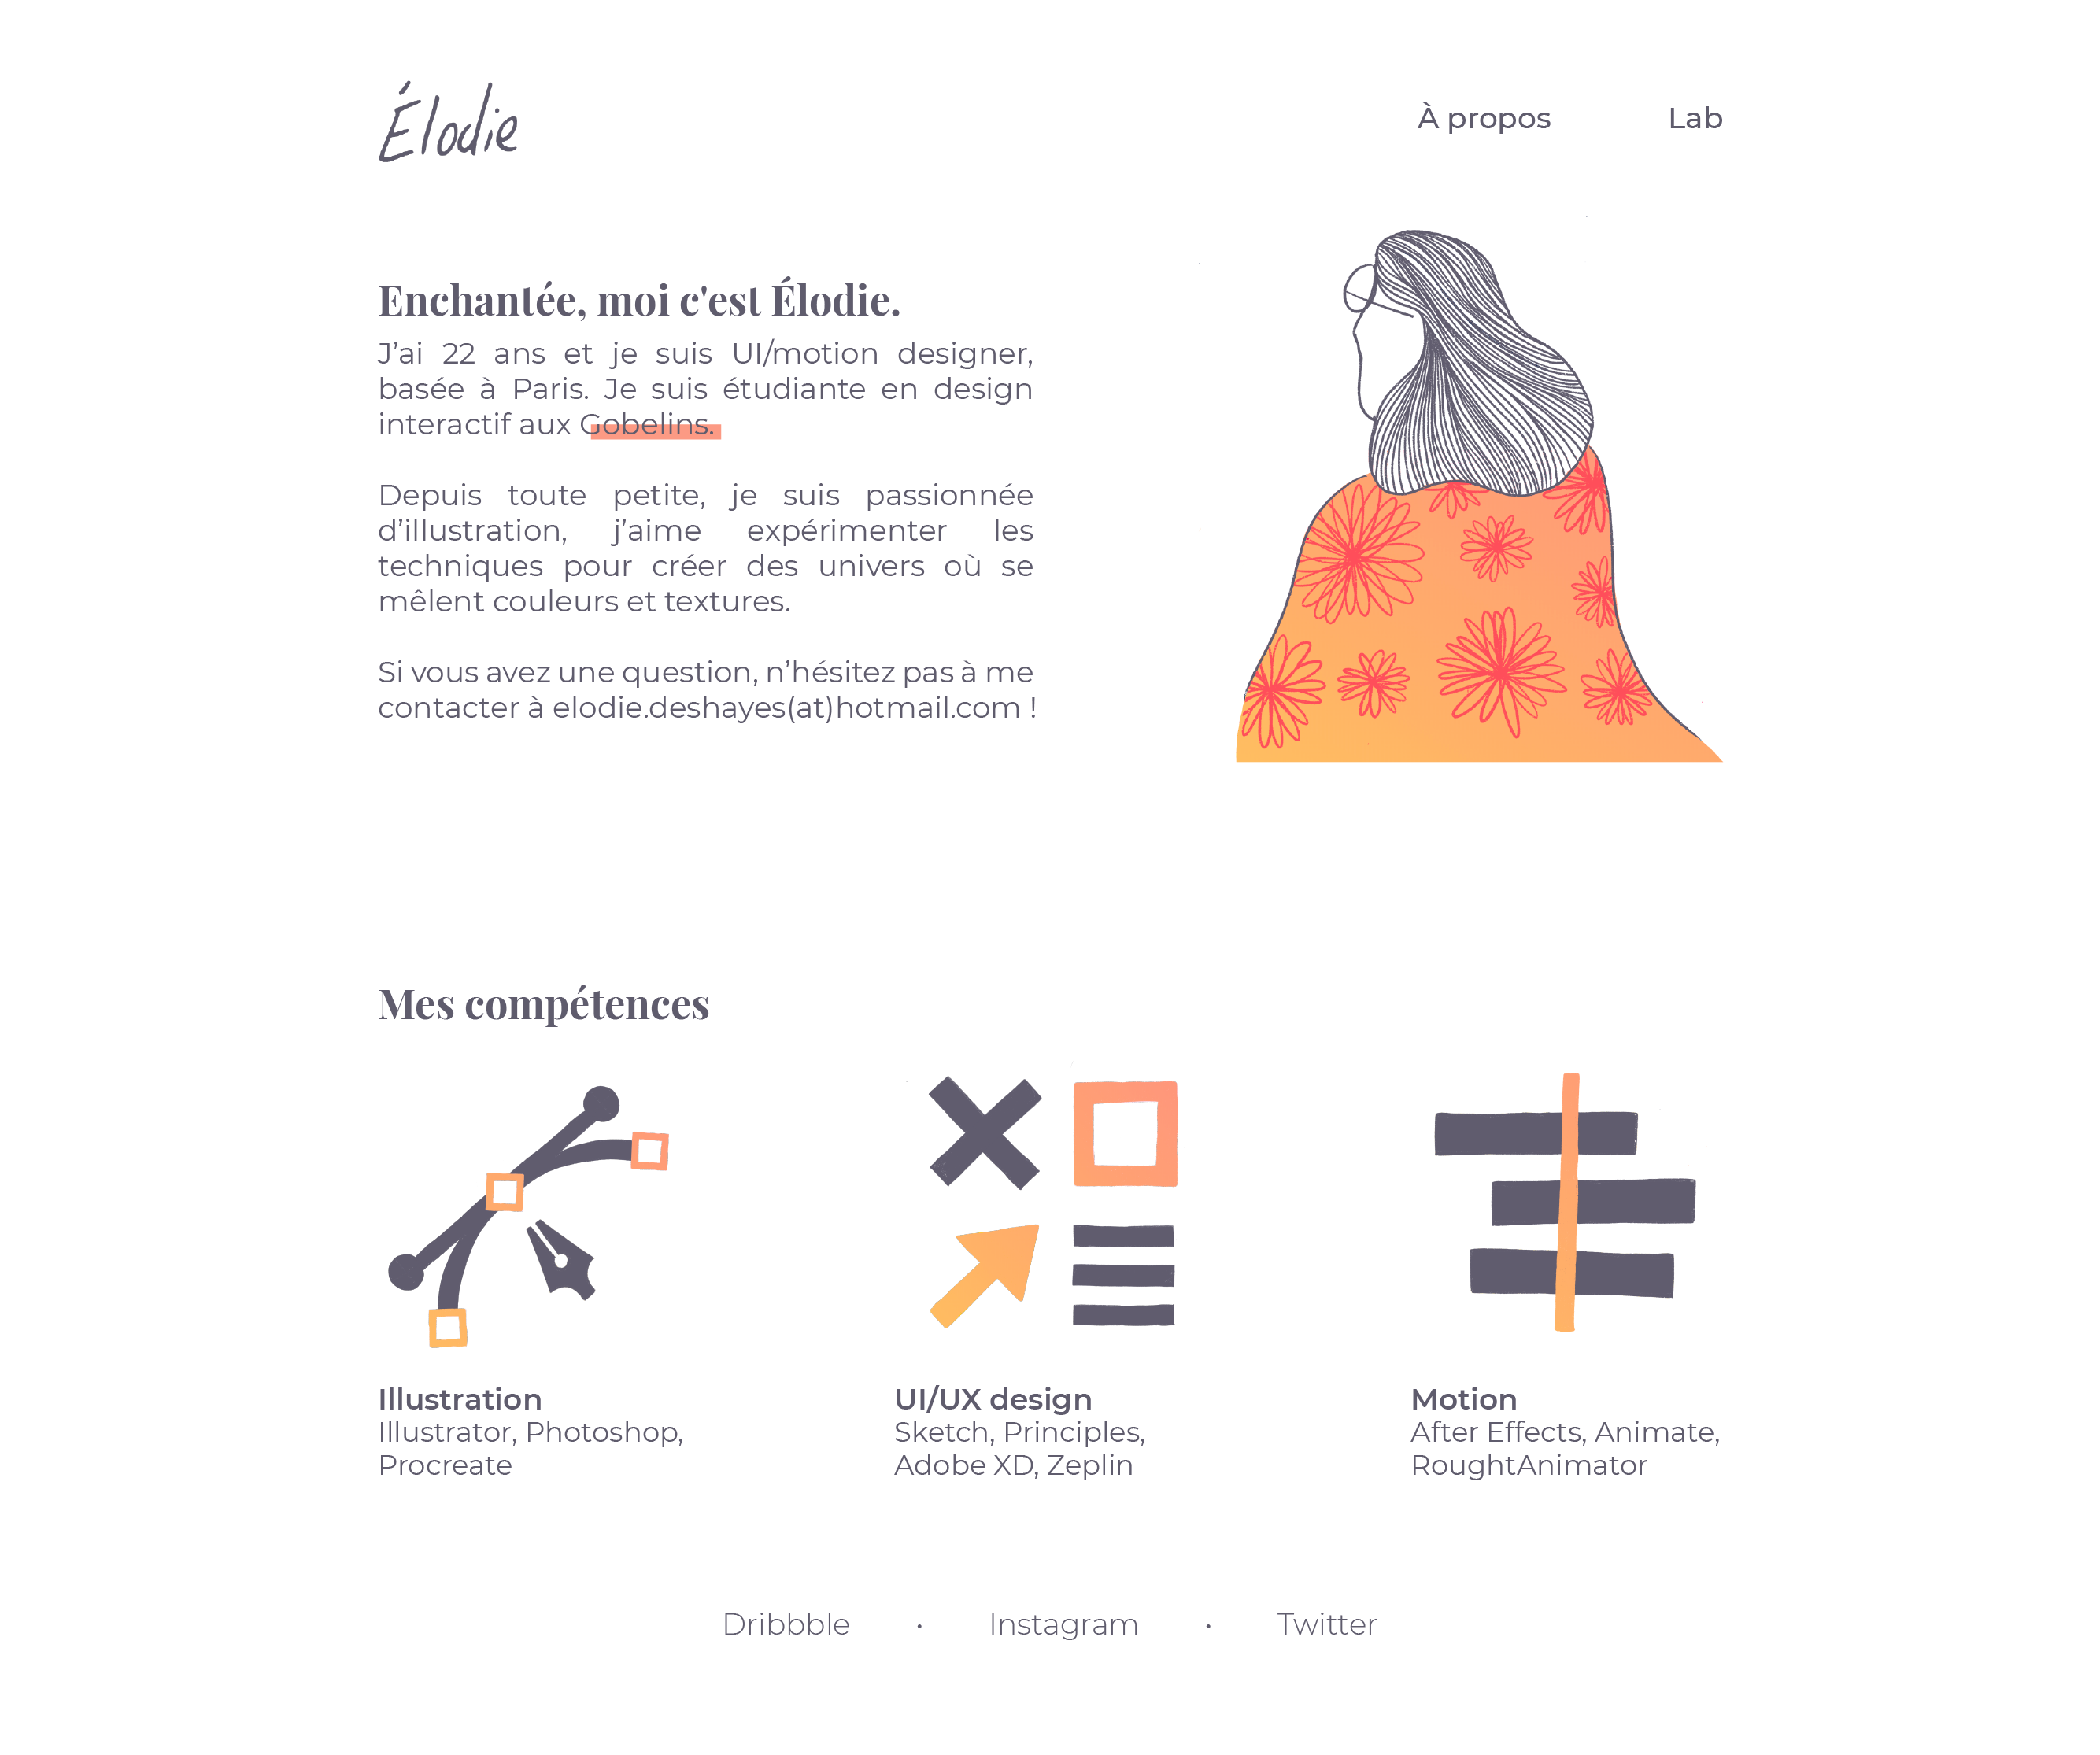 Élodie
À propos
Lab
Enchantée, moi c'est Élodie.
J’ai 22 ans et je suis UI/motion designer,
basée à Paris. Je suis étudiante en design
interactif aux Gobelins.
Depuis toute petite, je suis passionnée
d’illustration, j’aime expérimenter les
techniques pour créer des univers où se
mêlent couleurs et textures.
Si vous avez une question, n’hésitez pas à me
contacter à elodie.deshayes(at)hotmail.com !
Mes compétences
Illustration
Illustrator, Photoshop,
Procreate
UI/UX design
Sketch, Principles,
Adobe XD, Zeplin
Motion
After Effects, Animate,
RoughtAnimator
Dribbble • Instagram • Twitter